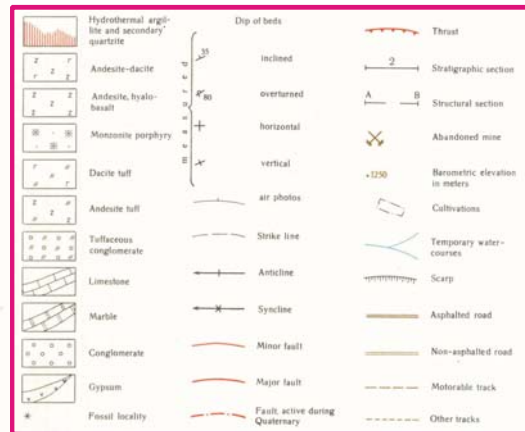 Hydrothermal argil-
lite and secondary
quartzite
Andesite-dacite
Andesite, hyalo-
basalt
Monzonite porphyry
Dacite tuff
Andesite tuff
Tuffaceous
conglomerate
Limestone
Marble
Conglomerate
Gypsum
Fossil locality
Dip of beds
measured
35
inclined
80
overturned
horizontal
vertical
air photos
Strike line
Anticline
Syncline
Minor fault
Major fault
Fault, active during
Quaternary
Thrust
2
Stratigraphic section
A B
Structural section
Abandoned mine
+1250
Barometric elevation
in meters
Cultivations
Temporary water-
courses
Scarp
Asphalted road
Non-asphalted road
Motorable track
Other tracks